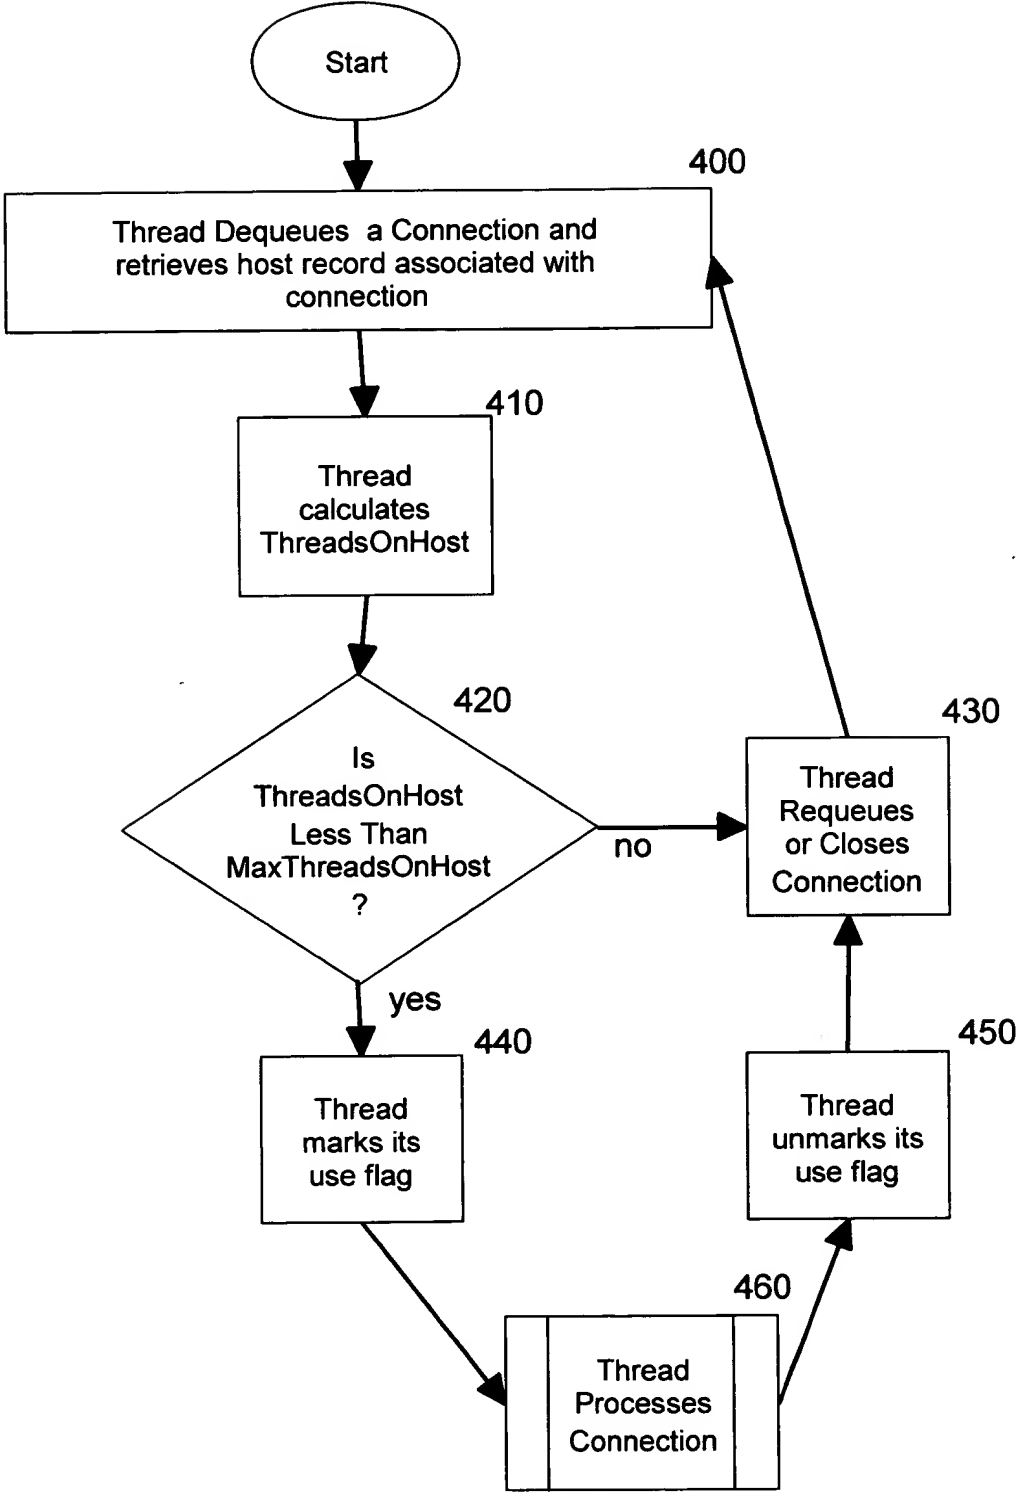 Start
400
Thread Dequeues a Connection and
retrieves host record associated with
connection
410
Thread
calculates
ThreadsOnHost
420
Is
ThreadsOnHost
Less Than
MaxThreadsOnHost
?
no
430
Thread
Requeues
or Closes
Connection
yes
440
Thread
marks its
use flag
450
Thread
unmarks its
use flag
460
Thread
Processes
Connection